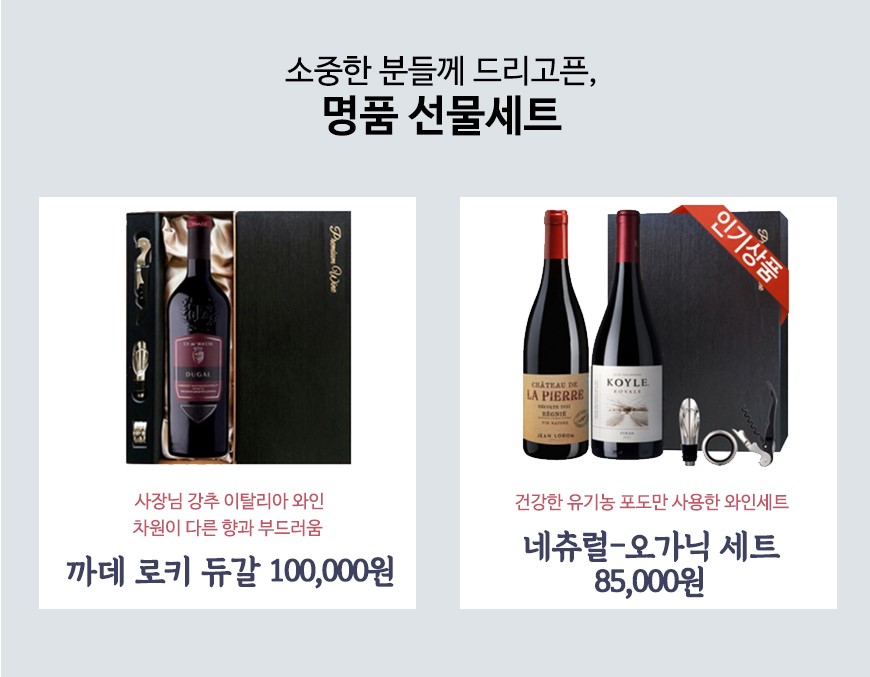 소중한 분들께 드리고픈,
명품 선물세트
Premium Wine
DUGAL
사장님 강추 이탈리아 와인
차원이 다른 향과 부드러움
까데 로키 듀갈 100,000원
인기상품
CHÂTEAU DE
LA PIERRE
RÉGNIÉ
VIN NATURE
JEAN LORON
KOYLE
ROYALE
SYRAH
건강한 유기농 포도만 사용한 와인세트
네츄럴-오가닉 세트
85,000원